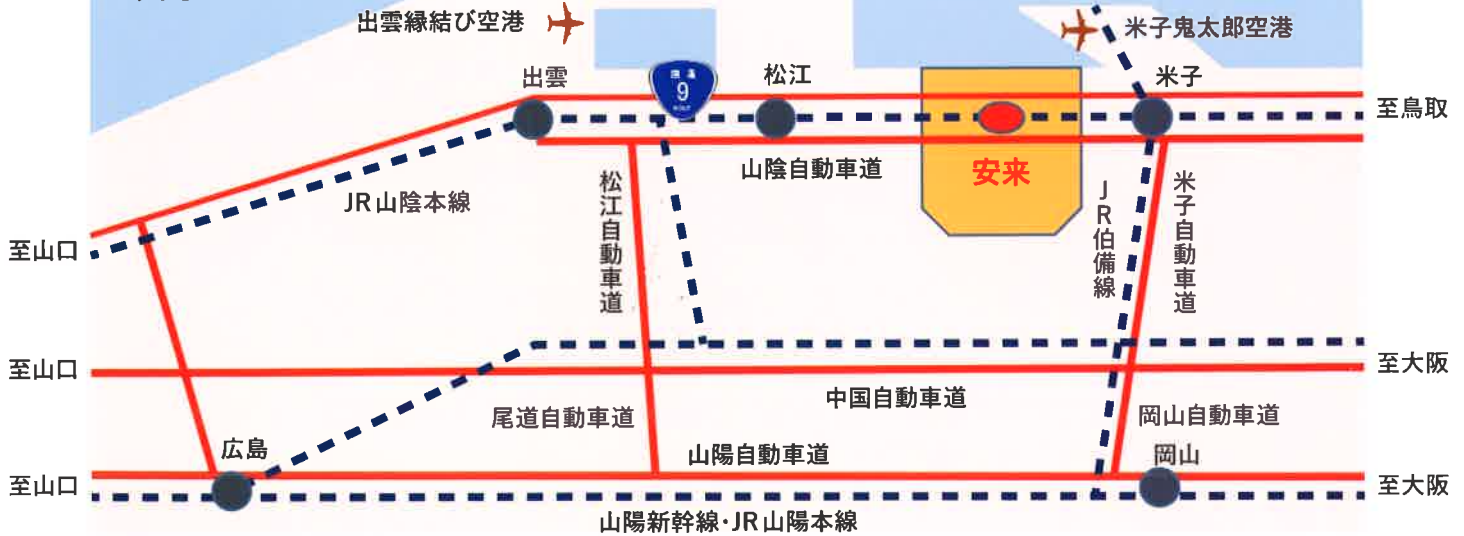 出雲縁結び空港
米子鬼太郎空港
出雲
9
松江
米子
至鳥取
山陰自動車道
安来
JR山陰本線
松江自動車道
JR伯備線
米子自動車道
至山口
至山口
至大阪
中国自動車道
尾道自動車道
岡山自動車道
広島
山陽自動車道
岡山
至山口
至大阪
山陽新幹線・JR山陽本線